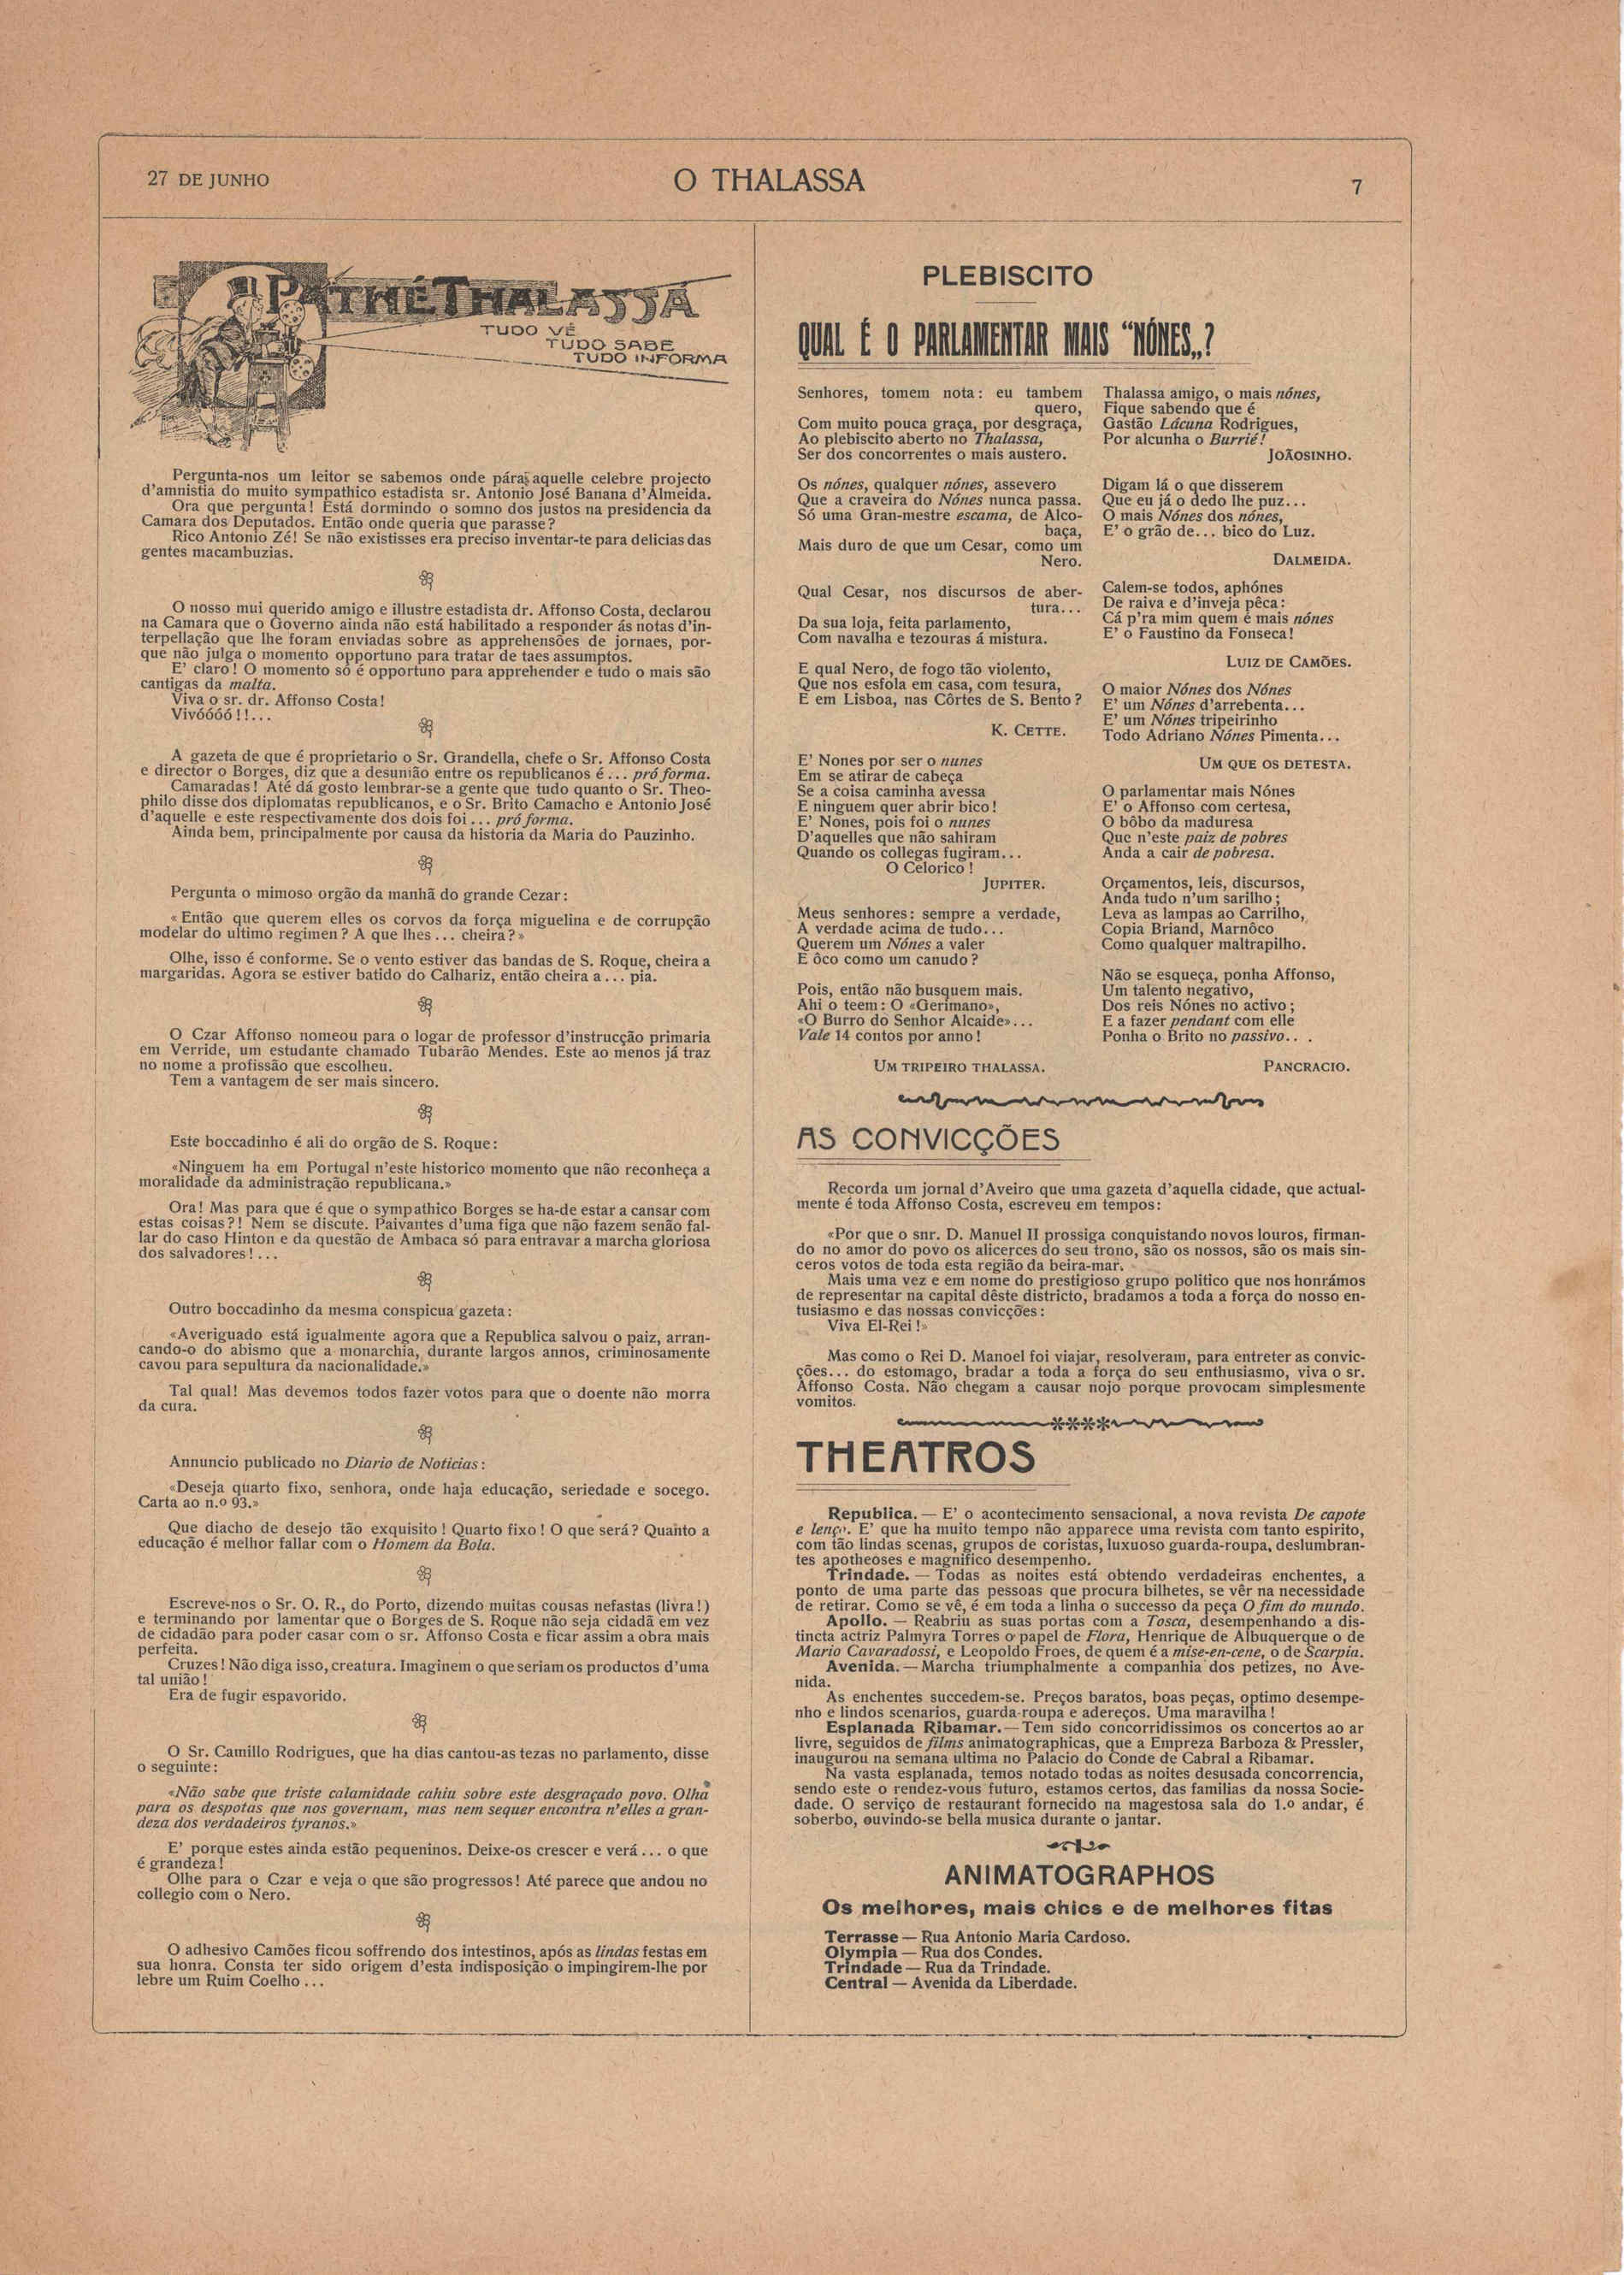 27 DE JUNHO
O THALASSA
7
PATHÉ THALASSA
TUDO VÊ
TUDO SABE
TUDO INFORMA
Pergunta-nos um leitor se sabemos onde pára aquelle celebre projecto
d'amnistia do muito sympathico estadista sr. Antonio José Banana d'Almeida.
Ora que pergunta! Está dormindo o somno dos justos na presidencia da
Camara dos Deputados. Então onde queria que parasse?
Rico Antonio Zé! Se não existisses era preciso inventar-te para delicias das
gentes macambuzias.
O nosso mui querido amigo e illustre estadista dr. Affonso Costa, declarou
na Camara que o Governo ainda não está habilitado a responder ás notas d'in-
terpellação que lhe foram enviadas sobre as apprehensões de jornaes, por-
que não julga o momento opportuno para tratar de taes assumptos.
E' claro! O momento só é opportuno para apprehender e tudo o mais são
cantigas da malta.
Viva o sr. dr. Affonso Costa!
Vivóóóó!!...
A gazeta de que é proprietario o Sr. Grandella, chefe o Sr. Affonso Costa
e director o Borges, diz que a desunião entre os republicanos é... pró forma.
Camaradas! Até dá gosto lembrar-se a gente que tudo quanto o Sr. Theo-
philo disse dos diplomatas republicanos, e o Sr. Brito Camacho e Antonio José
d'aquelle e este respectivamente dos dois foi... pró forma.
Ainda bem, principalmente por causa da historia da Maria do Pauzinho.
Pergunta o mimoso orgão da manhã do grande Cezar:
«Então que querem elles os corvos da força miguelina e de corrupção
modelar do ultimo regimen? A que lhes... cheira?»
Olhe, isso é conforme. Se o vento estiver das bandas de S. Roque, cheira a
margaridas. Agora se estiver batido do Calhariz, então cheira a... pia.
O Czar Affonso nomeou para o logar de professor d'instrucção primaria
em Verride, um estudante chamado Tubarão Mendes. Este ao menos já traz
no nome a profissão que escolheu.
Tem a vantagem de ser mais sincero.
Este boccadinho é ali do orgão de S. Roque:
«Ninguem ha em Portugal n'este historico momento que não reconheça a
moralidade da administração republicana.»
Ora! Mas para que é que o sympathico Borges se ha-de estar a cansar com
estas coisas?! Nem se discute. Paivantes d'uma figa que não fazem senão fal-
lar do caso Hinton e da questão de Ambaca só para entravar a marcha gloriosa
dos salvadores!...
Outro boccadinho da mesma conspicua gazeta:
«Averiguado está igualmente agora que a Republica salvou o paiz, arran-
cando-o do abismo que a monarchia, durante largos annos, criminosamente
cavou para sepultura da nacionalidade.»
Tal qual! Mas devemos todos fazer votos para que o doente não morra
da cura.
Annuncio publicado no Diario de Noticias:
«Deseja quarto fixo, senhora, onde haja educação, seriedade e socego.
Carta ao n.º 93.»
Que diacho de desejo tão exquisito! Quarto fixo! O que será? Quanto a
educação é melhor fallar com o Homem da Bola.
Escreve-nos o Sr. O. R., do Porto, dizendo muitas cousas nefastas (livra!)
e terminando por lamentar que o Borges de S. Roque não seja cidadã em vez
de cidadão para poder casar com o sr. Affonso Costa e ficar assim a obra mais
perfeita.
Cruzes! Não diga isso, creatura. Imaginem o que seriam os productos d'uma
tal união!
Era de fugir espavorido.
O Sr. Camillo Rodrigues, que ha dias cantou-as tezas no parlamento, disse
o seguinte:
«Não sabe que triste calamidade cahiu sobre este desgraçado povo. Olha
para os despotas que nos governam, mas nem sequer encontra n'elles a gran-
deza dos verdadeiros tyranos.»
E' porque estes ainda estão pequeninos. Deixe-os crescer e verá... o que
é grandeza!
Olhe para o Czar e veja o que são progressos! Até parece que andou no
collegio com o Nero.
O adhesivo Camões ficou soffrendo dos intestinos, após as lindas festas em
sua honra. Consta ter sido origem d'esta indisposição o impingirem-lhe por
lebre um Ruim Coelho...
PLEBISCITO
QUAL É O PARLAMENTAR MAIS "NÓNES„?
Senhores, tomem nota: eu tambem
quero,
Com muito pouca graça, por desgraça,
Ao plebiscito aberto no Thalassa,
Ser dos concorrentes o mais austero.
Os nónes, qualquer nónes, assevero
Que a craveira do Nónes nunca passa.
Só uma Gran-mestre escama, de Alco-
baça,
Mais duro de que um Cesar, como um
Nero.
Qual Cesar, nos discursos de aber-
tura...
Da sua loja, feita parlamento,
Com navalha e tezouras á mistura.
E qual Nero, de fogo tão violento,
Que nos esfola em casa, com tesura,
E em Lisboa, nas Côrtes de S. Bento?
K. CETTE.
E' Nones por ser o nunes
Em se atirar de cabeça
Se a coisa caminha avessa
E ninguem quer abrir bico!
E' Nones, pois foi o nunes
D'aquelles que não sahiram
Quando os collegas fugiram...
O Celorico!
JUPITER.
Meus senhores: sempre a verdade,
A verdade acima de tudo...
Querem um Nónes a valer
E ôco como um canudo?
Pois, então não busquem mais.
Ahi o teem: O «Gerimano»,
«O Burro do Senhor Alcaide»...
Vale 14 contos por anno!
UM TRIPEIRO THALASSA.
Thalassa amigo, o mais nónes,
Fique sabendo que é
Gastão Lácuna Rodrigues,
Por alcunha o Burrié!
JOÃOSINHO.
Digam lá o que disserem
Que eu já o dedo lhe puz...
O mais Nónes dos nónes,
E' o grão de... bico do Luz.
DALMEIDA.
Calem-se todos, aphónes
De raiva e d'inveja pêca:
Cá p'ra mim quem é mais nónes
E' o Faustino da Fonseca!
LUIZ DE CAMÕES.
O maior Nónes dos Nónes
E' um Nónes d'arrebenta...
E' um Nónes tripeirinho
Todo Adriano Nónes Pimenta...
UM QUE OS DETESTA.
O parlamentar mais Nónes
E' o Affonso com certesa,
O bôbo da maduresa
Que n'este paiz de pobres
Anda a cair de pobresa.
Orçamentos, leis, discursos,
Anda tudo n'um sarilho;
Leva as lampas ao Carrilho,
Copia Briand, Marnôco
Como qualquer maltrapilho.
Não se esqueça, ponha Affonso,
Um talento negativo,
Dos reis Nónes no activo;
E a fazer pendant com elle
Ponha o Brito no passivo...
PANCRACIO.
AS CONVICÇÕES
Recorda um jornal d'Aveiro que uma gazeta d'aquella cidade, que actual-
mente é toda Affonso Costa, escreveu em tempos:
«Por que o snr. D. Manuel II prossiga conquistando novos louros, firman-
do no amor do povo os alicerces do seu trono, são os nossos, são os mais sin-
ceros votos de toda esta região da beira-mar.
Mais uma vez e em nome do prestigioso grupo politico que nos honrámos
de representar na capital dêste districto, bradamos a toda a força do nosso en-
tusiasmo e das nossas convicções:
Viva El-Rei!»
Mas como o Rei D. Manoel foi viajar, resolveram, para entreter as convic-
ções... do estomago, bradar a toda a força do seu enthusiasmo, viva o sr.
Affonso Costa. Não chegam a causar nojo porque provocam simplesmente
vomitos.
THEATROS
Republica. — E' o acontecimento sensacional, a nova revista De capote
e lenço. E' que ha muito tempo não apparece uma revista com tanto espirito,
com tão lindas scenas, grupos de coristas, luxuoso guarda-roupa, deslumbran-
tes apotheoses e magnifico desempenho.
Trindade. — Todas as noites está obtendo verdadeiras enchentes, a
ponto de uma parte das pessoas que procura bilhetes, se vêr na necessidade
de retirar. Como se vê, é em toda a linha o successo da peça O fim do mundo.
Apollo. — Reabriu as suas portas com a Tosca, desempenhando a dis-
tincta actriz Palmyra Torres o papel de Flora, Henrique de Albuquerque o de
Mario Cavaradossi, e Leopoldo Froes, de quem é a mise-en-cene, o de Scarpia.
Avenida. — Marcha triumphalmente a companhia dos petizes, no Ave-
nida.
As enchentes succedem-se. Preços baratos, boas peças, optimo desempe-
nho e lindos scenarios, guarda-roupa e adereços. Uma maravilha!
Esplanada Ribamar. — Tem sido concorridissimos os concertos ao ar
livre, seguidos de films animatographicas, que a Empreza Barboza & Pressler,
inaugurou na semana ultima no Palacio do Conde de Cabral a Ribamar.
Na vasta esplanada, temos notado todas as noites desusada concorrencia,
sendo este o rendez-vous futuro, estamos certos, das familias da nossa Socie-
dade. O serviço de restaurant fornecido na magestosa sala do 1.º andar, é
soberbo, ouvindo-se bella musica durante o jantar.
ANIMATOGRAPHOS
Os melhores, mais chics e de melhores fitas
Terrasse — Rua Antonio Maria Cardoso.
Olympia — Rua dos Condes.
Trindade — Rua da Trindade.
Central — Avenida da Liberdade.